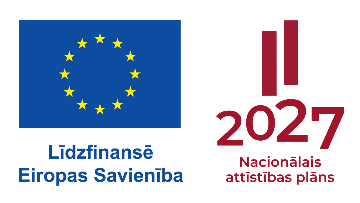 Līdzfinansē
Eiropas Savienība
2027
Nacionālais
attīstības plāns